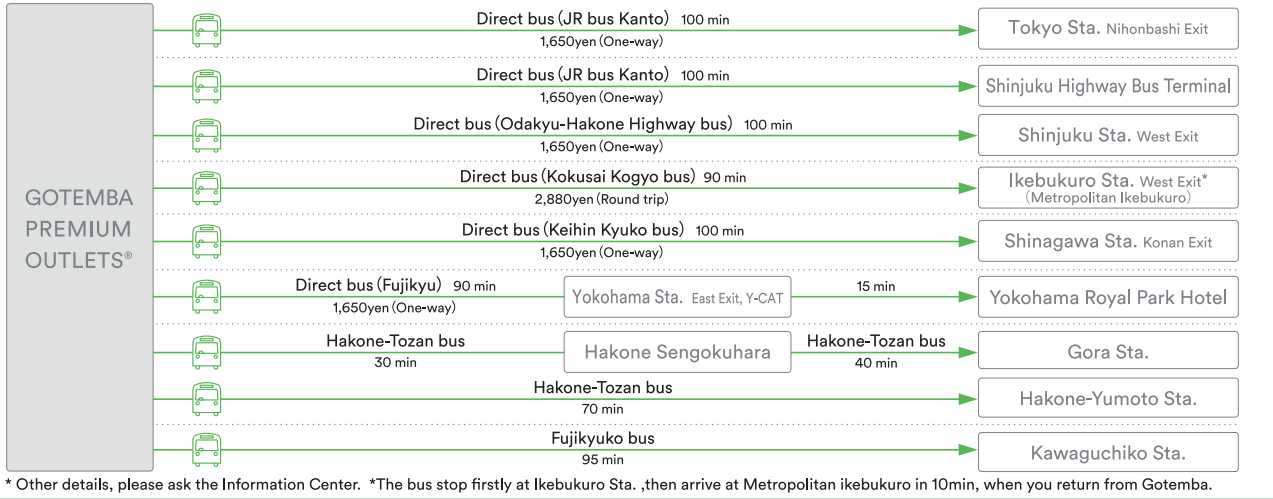 Direct bus (JR bus Kanto) 100 min
1,650yen (One-way)
Tokyo Sta. Nihonbashi Exit
Direct bus (JR bus Kanto) 100 min
1,650yen (One-way)
Shinjuku Highway Bus Terminal
Direct bus (Odakyu-Hakone Highway bus) 100 min
1,650yen (One-way)
Shinjuku Sta. West Exit
GOTEMBA
PREMIUM
OUTLETS®
Direct bus (Kokusai Kogyo bus) 90 min
2,880yen (Round trip)
Ikebukuro Sta. West Exit*
(Metropolitan Ikebukuro)
Direct bus (Keihin Kyuko bus) 100 min
1,650yen (One-way)
Shinagawa Sta. Konan Exit
Direct bus (Fujikyu) 90 min
1,650yen (One-way)
Yokohama Sta. East Exit, Y-CAT
15 min
Yokohama Royal Park Hotel
Hakone-Tozan bus
30 min
Hakone Sengokuhara
Hakone-Tozan bus
40 min
Gora Sta.
Hakone-Tozan bus
70 min
Hakone-Yumoto Sta.
Fujikyuko bus
95 min
Kawaguchiko Sta.
* Other details, please ask the Information Center. *The bus stop firstly at Ikebukuro Sta. ,then arrive at Metropolitan ikebukuro in 10min, when you return from Gotemba.